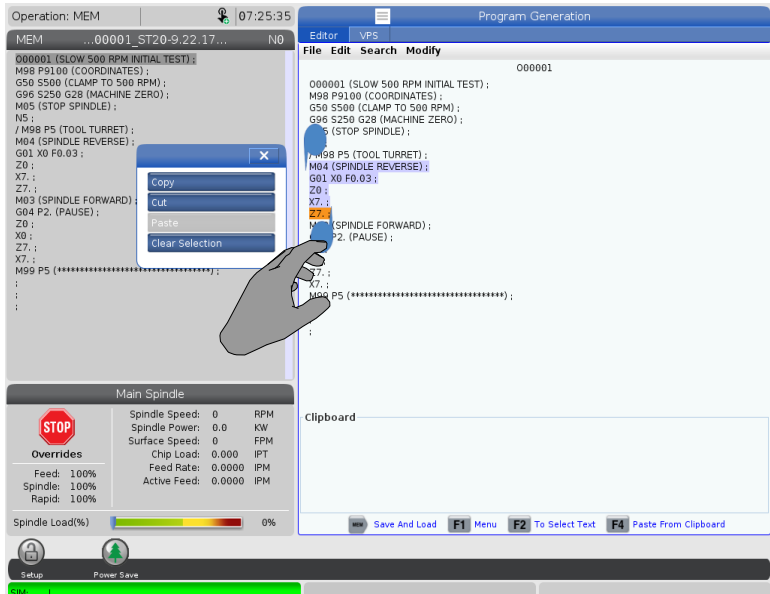 Operation: MEM
07:25:35
MEM ...00001_ST20-9.22.17... N0
O00001 (SLOW 500 RPM INITIAL TEST) ;
M98 P9100 (COORDINATES) ;
G50 S500 (CLAMP TO 500 RPM) ;
G96 S250 G28 (MACHINE ZERO) ;
M05 (STOP SPINDLE) ;
N5 ;
/ M98 P5 (TOOL TURRET) ;
M04 (SPINDLE REVERSE) ;
G01 X0 F0.03 ;
Z0 ;
X7. ;
Z7. ;
M03 (SPINDLE FORWARD)
G04 P2. (PAUSE) ;
Z0 ;
X0 ;
Z7. ;
X7. ;
M99 P5 (**********************************) ;
;
;
;
Copy
Cut
Paste
Clear Selection
Program Generation
Editor VPS
File Edit Search Modify
O00001
O00001 (SLOW 500 RPM INITIAL TEST) ;
M98 P9100 (COORDINATES) ;
G50 S500 (CLAMP TO 500 RPM) ;
G96 S250 G28 (MACHINE ZERO) ;
(STOP SPINDLE) ;
M98 P5 (TOOL TURRET) ;
M04 (SPINDLE REVERSE) ;
G01 X0 F0.03 ;
Z0 ;
X7. ;
Z7. ;
(SPINDLE FORWARD) ;
P2. (PAUSE) ;
Z7. ;
X7. ;
M99 P5 (**********************************) ;
;
Clipboard
MEM Save And Load F1 Menu F2 To Select Text F4 Paste From Clipboard
Main Spindle
STOP
Overrides
Feed: 100%
Spindle: 100%
Rapid: 100%
Spindle Speed: 0 RPM
Spindle Power: 0.0 KW
Surface Speed: 0 FPM
Chip Load: 0.000 IPT
Feed Rate: 0.0000 IPM
Active Feed: 0.0000 IPM
Spindle Load(%) 0%
Setup Power Save
SIM: